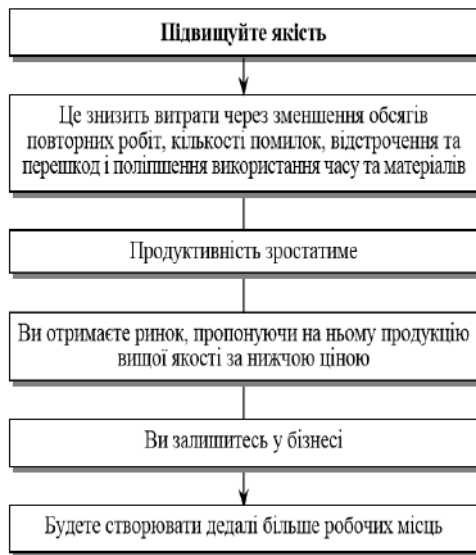 Підвищуйте якість
Це знизить витрати через зменшення обсягів
повторних робіт, кількості помилок, відстрочення та
перешкод і поліпшення використання часу та матеріалів
Продуктивність зростатиме
Ви отримаєте ринок, пропонуючи на ньому продукцію
вищої якості за нижчою ціною
Ви залишитесь у бізнесі
Будете створювати дедалі більше робочих місць